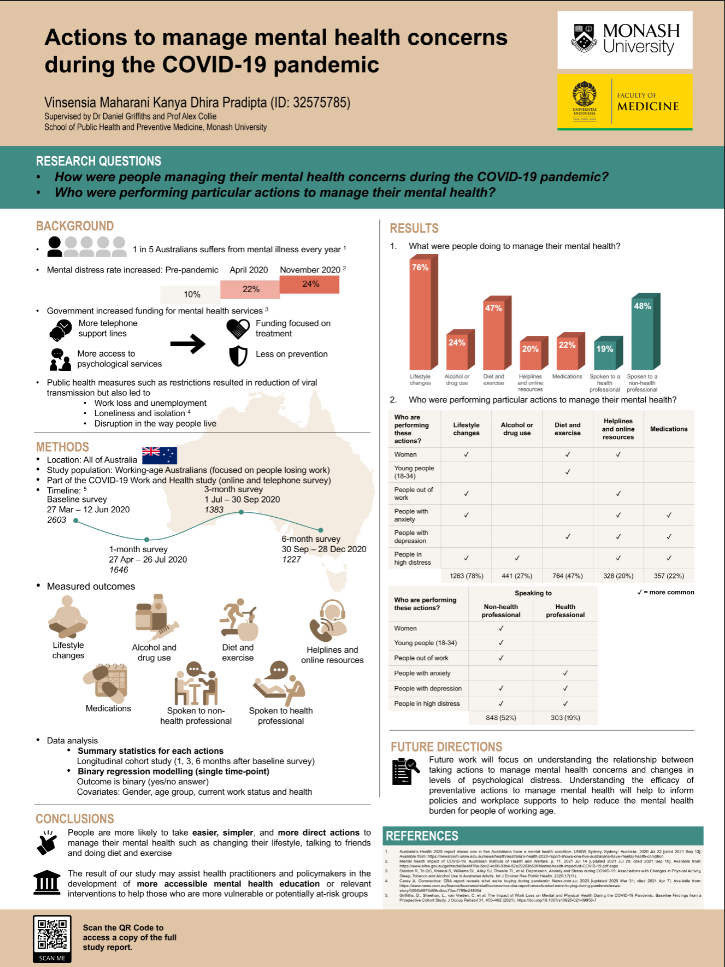 Actions to manage mental health concerns
during the COVID-19 pandemic
Vinsensia Maharani Kanya Dhira Pradipta (ID: 32575785)
Supervised by Dr Daniel Griffiths and Prof Alex Collie
School of Public Health and Preventive Medicine, Monash University
MONASH
University
UNIVERSITAS
INDONESIA
FACULTY OF
MEDICINE
RESEARCH QUESTIONS
• How were people managing their mental health concerns during the COVID-19 pandemic?
• Who were performing particular actions to manage their mental health?
BACKGROUND
• 1 in 5 Australians suffers from mental illness every year 1
• Mental distress rate increased: Pre-pandemic April 2020 November 2020 2
10% 22% 24%
• Government increased funding for mental health services 3
More telephone
support lines
Funding focused on
treatment
More access to
psychological services
Less on prevention
• Public health measures such as restrictions resulted in reduction of viral
transmission but also led to
• Work loss and unemployment
• Loneliness and isolation 4
• Disruption in the way people live
METHODS
• Location: All of Australia
• Study population: Working-age Australians (focused on people losing work)
• Part of the COVID-19 Work and Health study (online and telephone survey)
• Timeline: 5
Baseline survey
27 Mar – 12 Jun 2020
2603
3-month survey
1 Jul – 30 Sep 2020
1383
1-month survey
27 Apr – 26 Jul 2020
1646
6-month survey
30 Sep – 28 Dec 2020
1227
• Measured outcomes
Lifestyle
changes
Alcohol and
drug use
Diet and
exercise
Helplines and
online resources
Medications
Spoken to non-
health professional
Spoken to health
professional
• Data analysis
• Summary statistics for each actions
Longitudinal cohort study (1, 3, 6 months after baseline survey)
• Binary regression modelling (single time-point)
Outcome is binary (yes/no answer)
Covariates: Gender, age group, current work status and health
CONCLUSIONS
People are more likely to take easier, simpler, and more direct actions to
manage their mental health such as changing their lifestyle, talking to friends
and doing diet and exercise
The result of our study may assist health practitioners and policymakers in the
development of more accessible mental health education or relevant
interventions to help those who are more vulnerable or potentially at-risk groups
SCAN ME
Scan the QR Code to
access a copy of the full
study report.
RESULTS
1. What were people doing to manage their mental health?
76% 24% 47% 20% 22% 19% 48%
Lifestyle
changes
Alcohol or
drug use
Diet and
exercise
Helplines
and online
resources
Medications
Spoken to a
health
professional
Spoken to a
non-health
professional
2. Who were performing particular actions to manage their mental health?
Who are
performing
these
actions?
Lifestyle
changes
Alcohol or
drug use
Diet and
exercise
Helplines
and online
resources
Medications
Women ✓ ✓ ✓
Young people
(18-34) ✓
People out of
work ✓ ✓
People with
anxiety ✓ ✓ ✓
People with
depression ✓ ✓ ✓
People in
high distress ✓ ✓ ✓ ✓
1263 (78%) 441 (27%) 764 (47%) 328 (20%) 357 (22%)
Who are performing
these actions?
Speaking to
Non-health
professional
Health
professional
✓ = more common
Women ✓
Young people (18-34) ✓
People out of work ✓
People with anxiety ✓
People with depression ✓ ✓
People in high distress ✓ ✓
848 (52%) 303 (19%)
FUTURE DIRECTIONS
Future work will focus on understanding the relationship between
taking actions to manage mental health concerns and changes in
levels of psychological distress. Understanding the efficacy of
preventative actions to manage mental health will help to inform
policies and workplace supports to help reduce the mental health
burden for people of working age.
REFERENCES